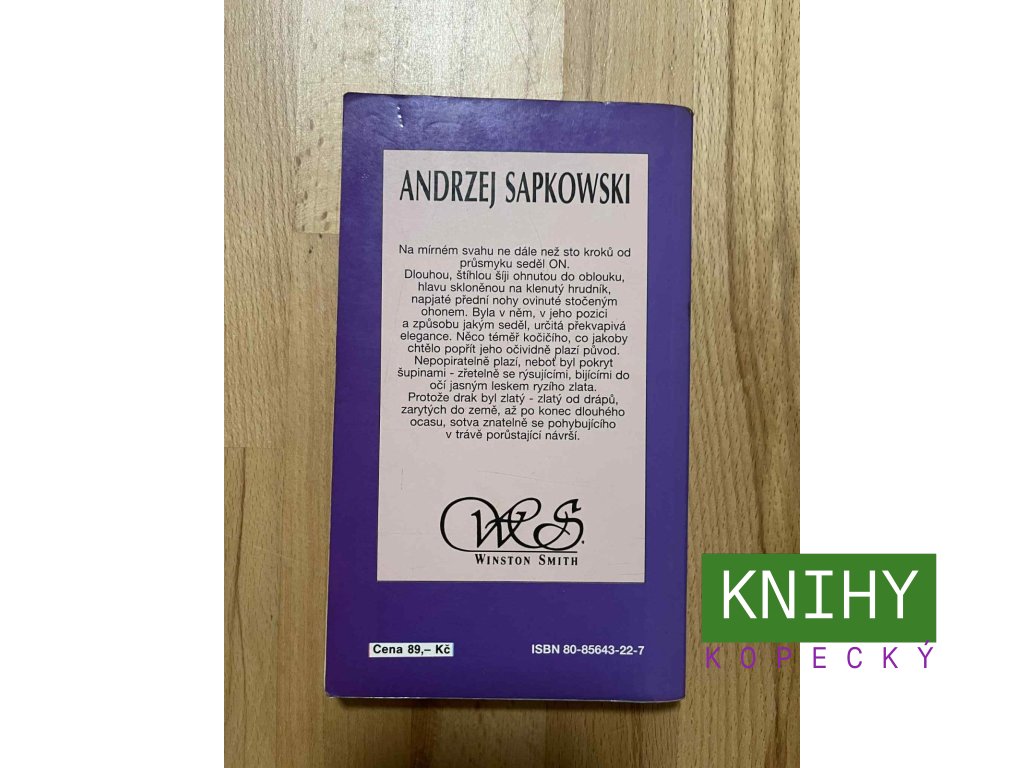 ANDRZEJ SAPKOWSKI
Na mírném svahu ne dále než sto kroků od
průsmyku seděl ON.
Dlouhou, štíhlou šíji ohnutou do oblouku,
hlavu skloněnou na klenutý hrudník,
napjaté přední nohy ovinuté stočeným
ohonem. Byla v něm, v jeho pozici
a způsobu jakým seděl, určitá překvapivá
elegance. Něco téměř kočičího, co jakoby
chtělo popřít jeho očividně plazí původ.
Nepopiratelně plazí, neboť byl pokryt
šupinami - zřetelně se rýsujícími, bijícími do
očí jasným leskem ryzího zlata.
Protože drak byl zlatý - zlatý od drápů,
zarytých do země, až po konec dlouhého
ocasu, sotva znatelně se pohybujícího
v trávě porůstající návrší.
WS.
WINSTON SMITH
Cena 89,– Kč
ISBN 80-85643-22-7
KNIHY
KOPECKÝ